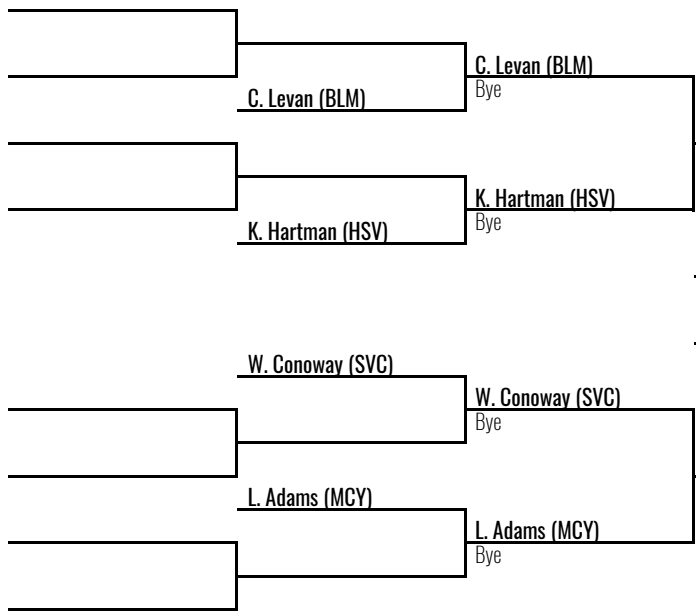 C. Levan (BLM)
C. Levan (BLM)
Bye
K. Hartman (HSV)
K. Hartman (HSV)
Bye
W. Conoway (SVC)
W. Conoway (SVC)
Bye
L. Adams (MCY)
L. Adams (MCY)
Bye